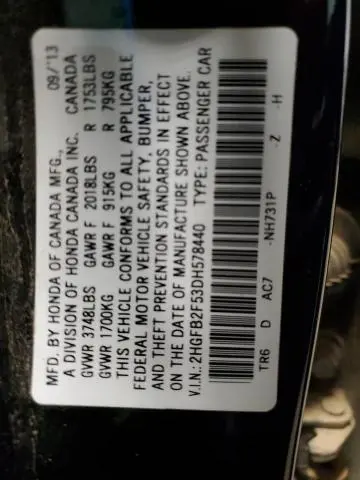 MFD. BY HONDA OF CANADA MFG., 09/'13
A DIVISION OF HONDA CANADA INC. CANADA
GVWR 3748LBS GAWR F 2018LBS R 1753LBS
GVWR 1700KG GAWR F 915KG R 795KG
THIS VEHICLE CONFORMS TO ALL APPLICABLE
FEDERAL MOTOR VEHICLE SAFETY, BUMPER,
AND THEFT PREVENTION STANDARDS IN EFFECT
ON THE DATE OF MANUFACTURE SHOWN ABOVE.
V.I.N.: 2HGFB2F53DH578440 TYPE: PASSENGER CAR
TR6 D AC7 -NH731P -Z -H